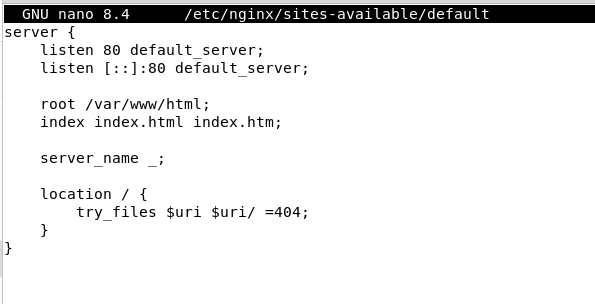 GNU nano 8.4      /etc/nginx/sites-available/default
server {
    listen 80 default_server;
    listen [::]:80 default_server;

    root /var/www/html;
    index index.html index.htm;

    server_name _;

    location / {
        try_files $uri $uri/ =404;
    }
}